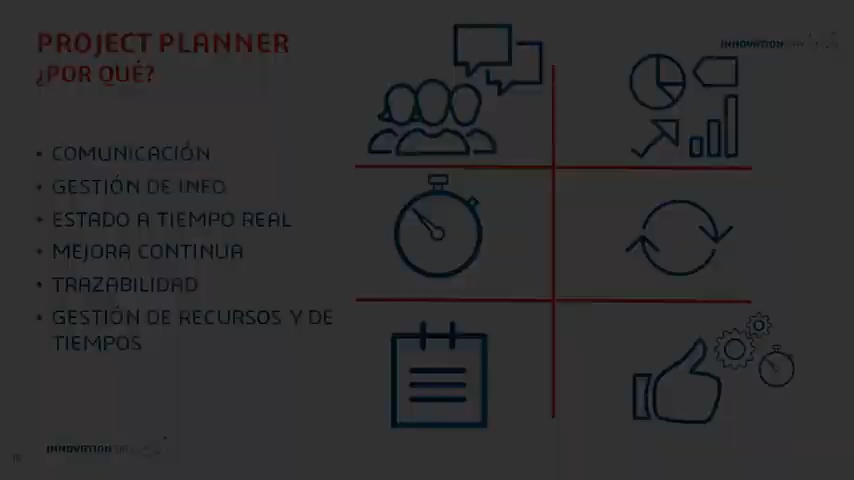 PROJECT PLANNER
¿POR QUÉ?
• COMUNICACIÓN
• GESTIÓN DE INFO
• ESTADO A TIEMPO REAL
• MEJORA CONTINUA
• TRAZABILIDAD
• GESTIÓN DE RECURSOS Y DE
TIEMPOS
INNOVATION
INNOVATION